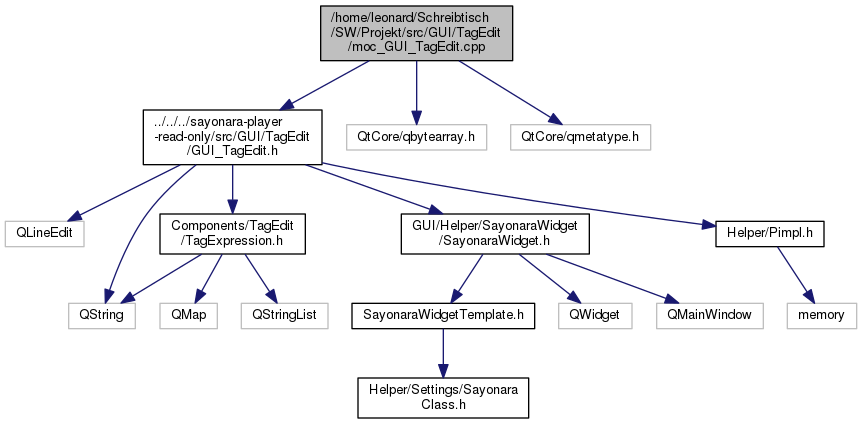 /home/leonard/Schreibtisch
/SW/Projekt/src/GUI/TagEdit
/moc_GUI_TagEdit.cpp
../../../sayonara-player
-read-only/src/GUI/TagEdit
/GUI_TagEdit.h
QtCore/qbytearray.h
QtCore/qmetatype.h
QLineEdit
Components/TagEdit
/TagExpression.h
GUI/Helper/SayonaraWidget
/SayonaraWidget.h
Helper/Pimpl.h
QString
QMap
QStringList
SayonaraWidgetTemplate.h
QWidget
QMainWindow
memory
Helper/Settings/Sayonara
Class.h